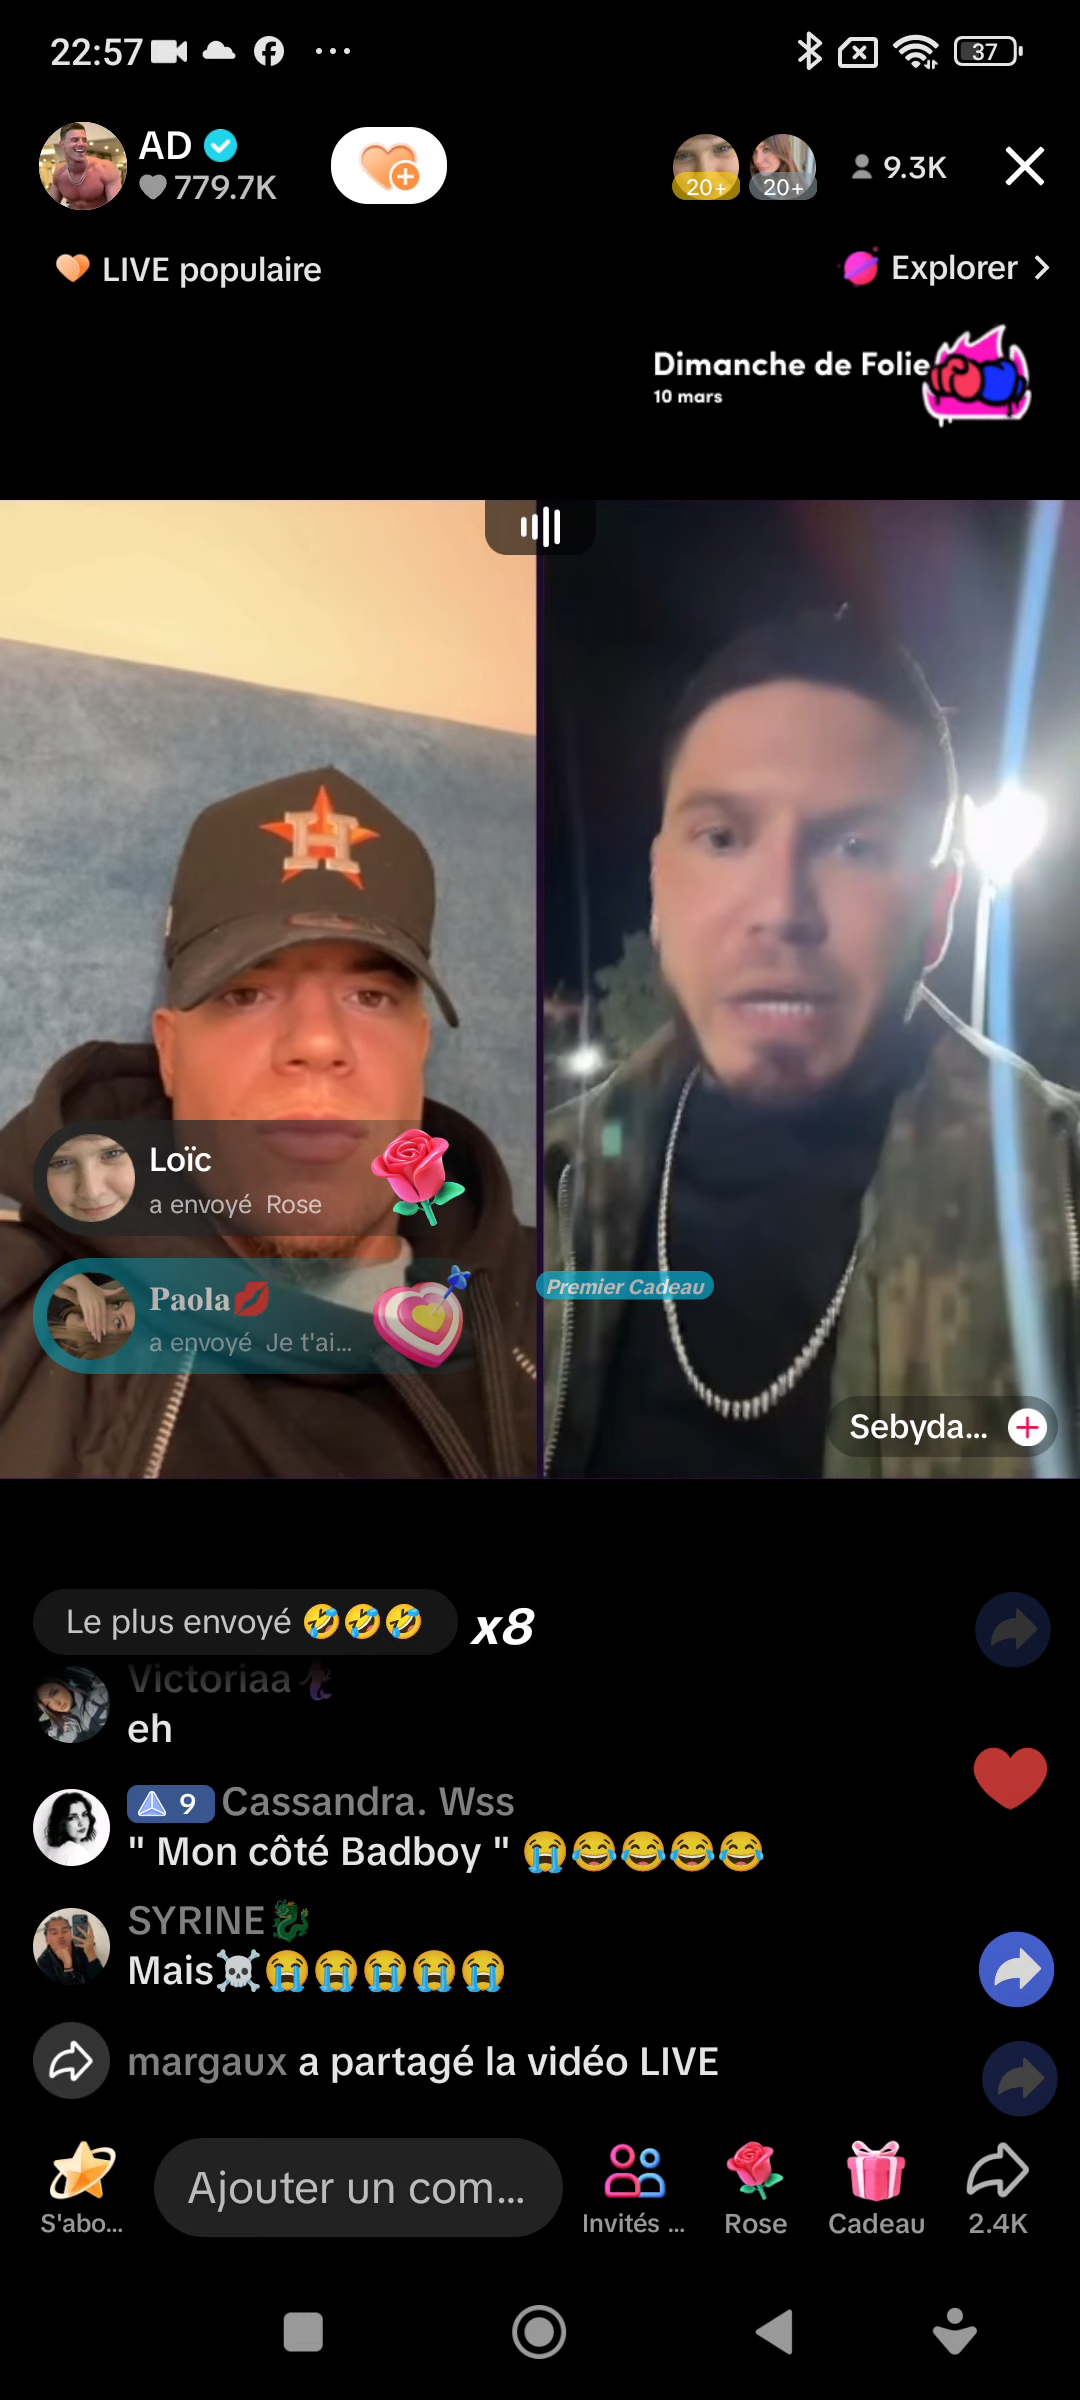 22:57
37
AD
779.7K
20+
20+
9.3K
LIVE populaire
Explorer
Dimanche de Folie
10 mars
H
Loïc
a envoyé Rose
Paola💋
a envoyé Je t'ai...
Premier Cadeau
Sebyda...
Le plus envoyé 🤣🤣🤣 x8
Victoriaa🧜‍♀️
eh
9 Cassandra. Wss
" Mon côté Badboy " 😭😂😂😂😂
SYRINE🐉
Mais☠️😭😭😭😭😭
margaux a partagé la vidéo LIVE
S'abo...
Ajouter un com...
Invités ...
Rose
Cadeau
2.4K